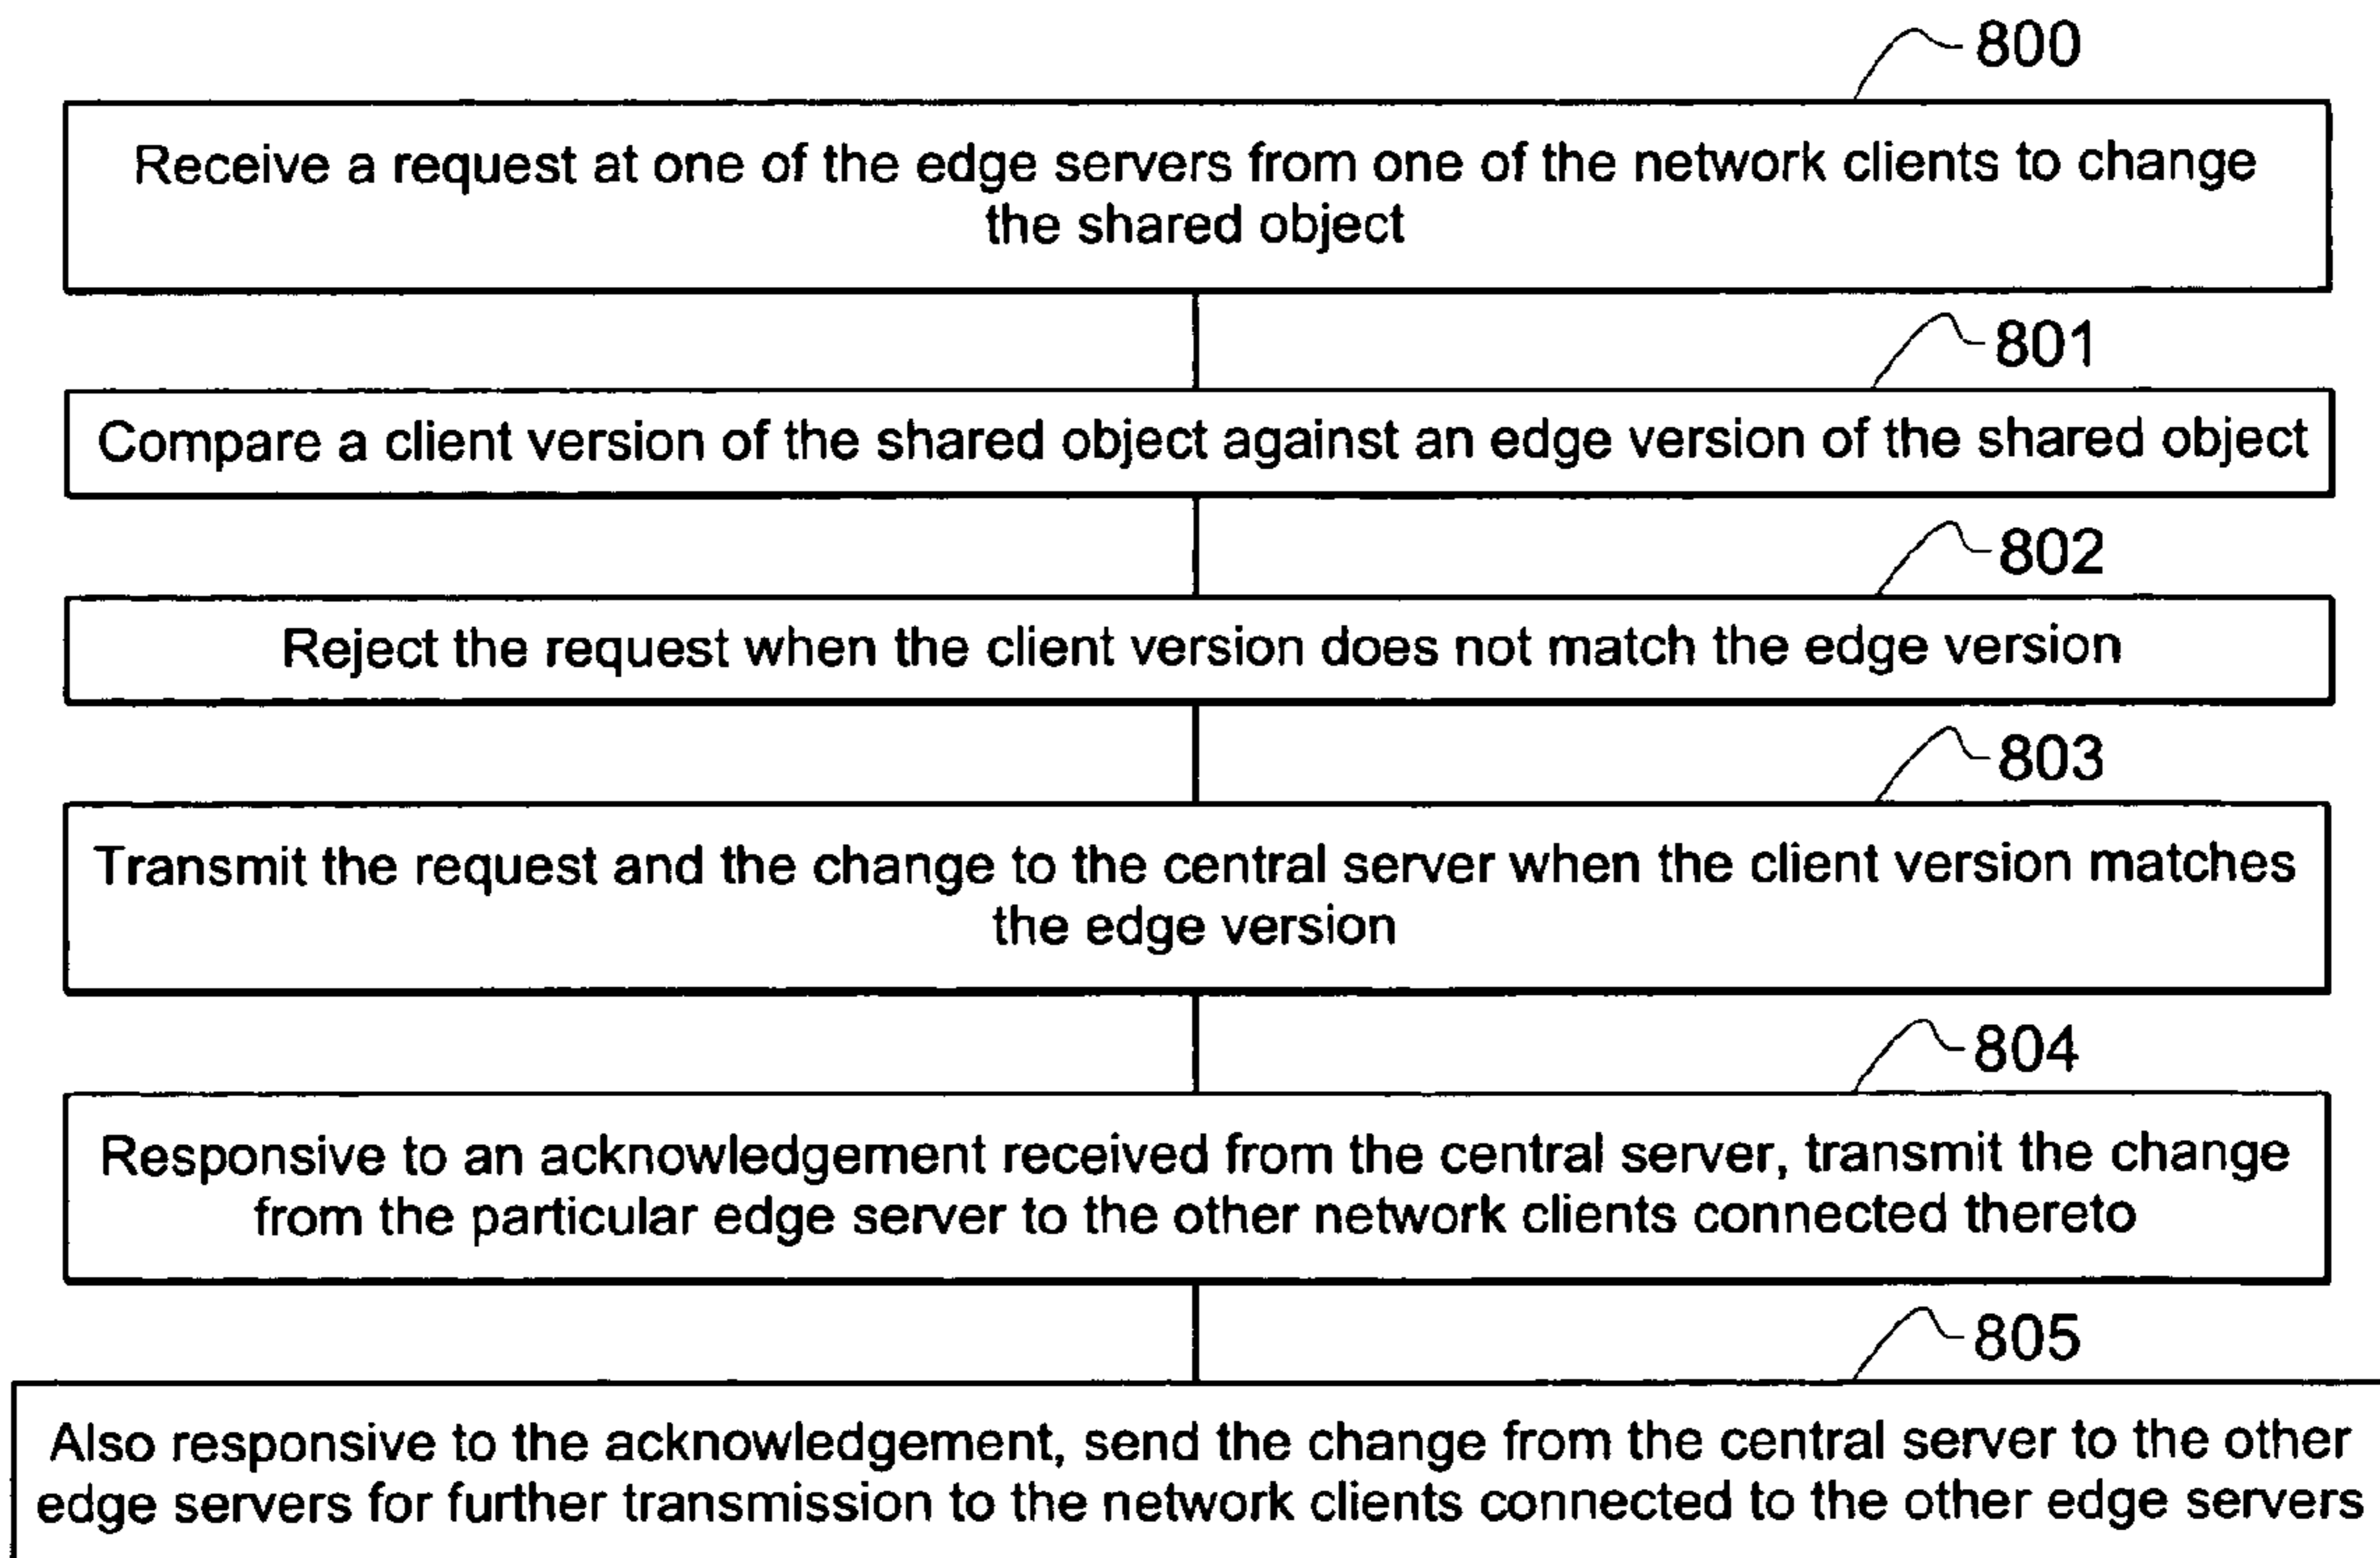 800
Receive a request at one of the edge servers from one of the network clients to change
the shared object
801
Compare a client version of the shared object against an edge version of the shared object
802
Reject the request when the client version does not match the edge version
803
Transmit the request and the change to the central server when the client version matches
the edge version
804
Responsive to an acknowledgement received from the central server, transmit the change
from the particular edge server to the other network clients connected thereto
805
Also responsive to the acknowledgement, send the change from the central server to the other
edge servers for further transmission to the network clients connected to the other edge servers